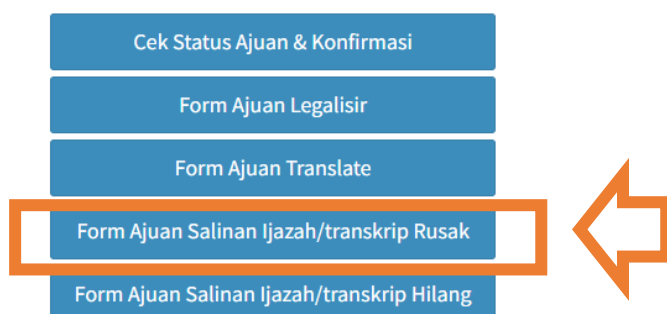 Cek Status Ajuan & Konfirmasi
Form Ajuan Legalisir
Form Ajuan Translate
Form Ajuan Salinan Ijazah/transkrip Rusak
Form Ajuan Salinan Ijazah/transkrip Hilang